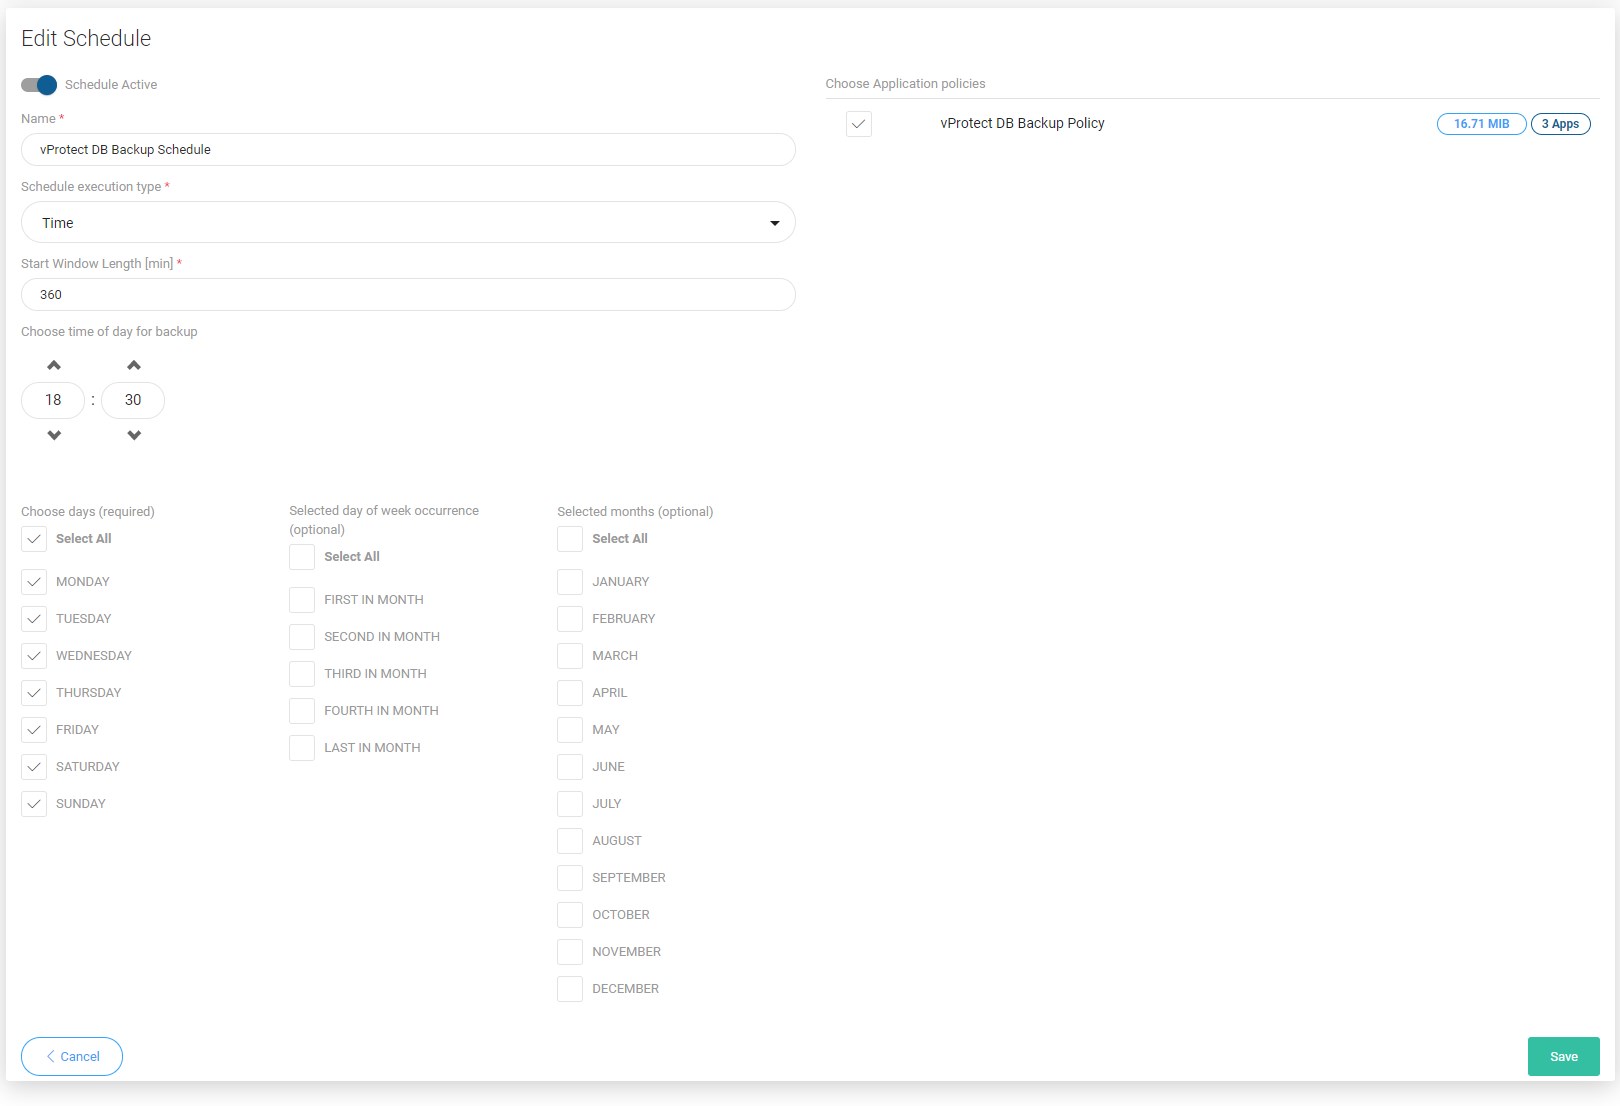 Edit Schedule
Schedule Active
Name *
vProtect DB Backup Schedule
Schedule execution type *
Time
Start Window Length [min] *
360
Choose time of day for backup
18 : 30
Choose Application policies
vProtect DB Backup Policy 16.71 MIB 3 Apps
Choose days (required)
Select All
MONDAY
TUESDAY
WEDNESDAY
THURSDAY
FRIDAY
SATURDAY
SUNDAY
Selected day of week occurrence
(optional)
Select All
FIRST IN MONTH
SECOND IN MONTH
THIRD IN MONTH
FOURTH IN MONTH
LAST IN MONTH
Selected months (optional)
Select All
JANUARY
FEBRUARY
MARCH
APRIL
MAY
JUNE
JULY
AUGUST
SEPTEMBER
OCTOBER
NOVEMBER
DECEMBER
Cancel
Save